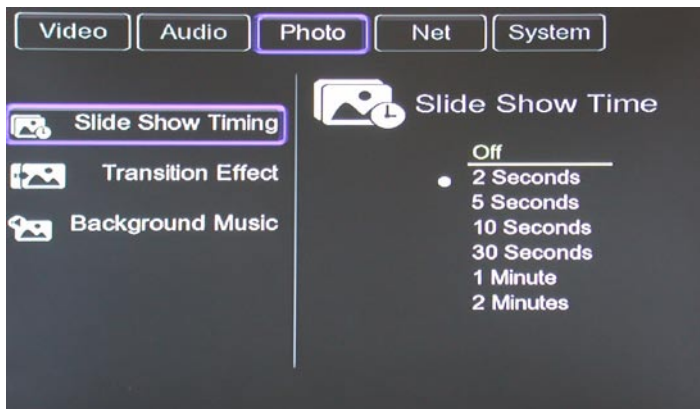 Video Audio Photo Net System
Slide Show Timing
Transition Effect
Background Music
Slide Show Time
Off
2 Seconds
5 Seconds
10 Seconds
30 Seconds
1 Minute
2 Minutes